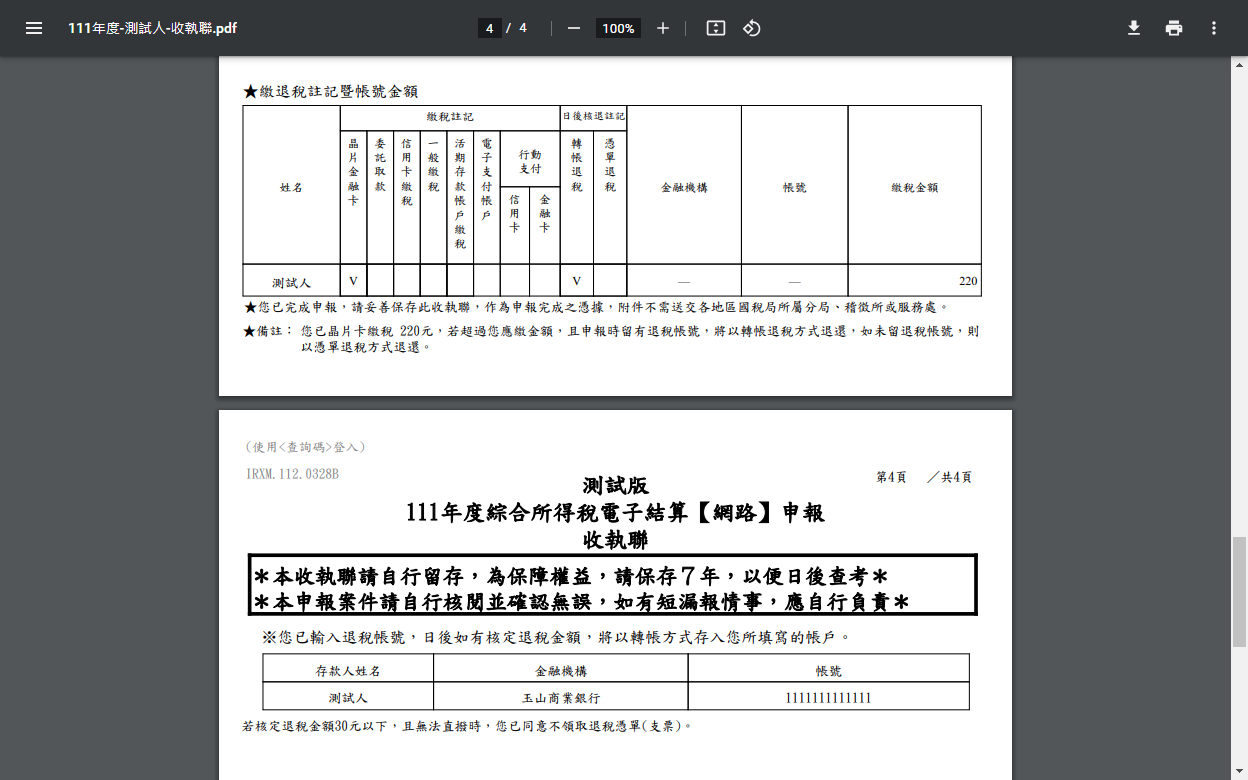 111年度-測試人-收執聯.pdf
4 / 4
100%
★繳退稅註記暨帳號金額
姓名
繳稅註記
日後核退註記
晶片金融卡
委託取款
信用卡繳稅
一般繳稅
活期存款帳戶繳稅
電子支付帳戶
行動
支付
信用卡
金融卡
轉帳退稅
憑單退稅
金融機構
帳號
繳稅金額
測試人 V V — — 220
★您已完成申報，請妥善保存此收執聯，作為申報完成之憑據，附件不需送交各地區國稅局所屬分局、稽徵所或服務處。
★備註： 您已晶片卡繳稅 220元，若超過您應繳金額，且申報時留有退稅帳號，將以轉帳退稅方式退還，如未留退稅帳號，則
以憑單退稅方式退還。
(使用<查詢碼>登入)
IRXM.112.0328B
第4頁 ／共4頁
測試版
111年度綜合所得稅電子結算【網路】申報
收執聯
＊本收執聯請自行留存，為保障權益，請保存７年，以便日後查考＊
＊本申報案件請自行核閱並確認無誤，如有短漏報情事，應自行負責＊
※您已輸入退稅帳號，日後如有核定退稅金額，將以轉帳方式存入您所填寫的帳戶。
存款人姓名 金融機構 帳號
測試人 玉山商業銀行 1111111111111
若核定退稅金額30元以下，且無法直撥時，您已同意不領取退稅憑單(支票)。